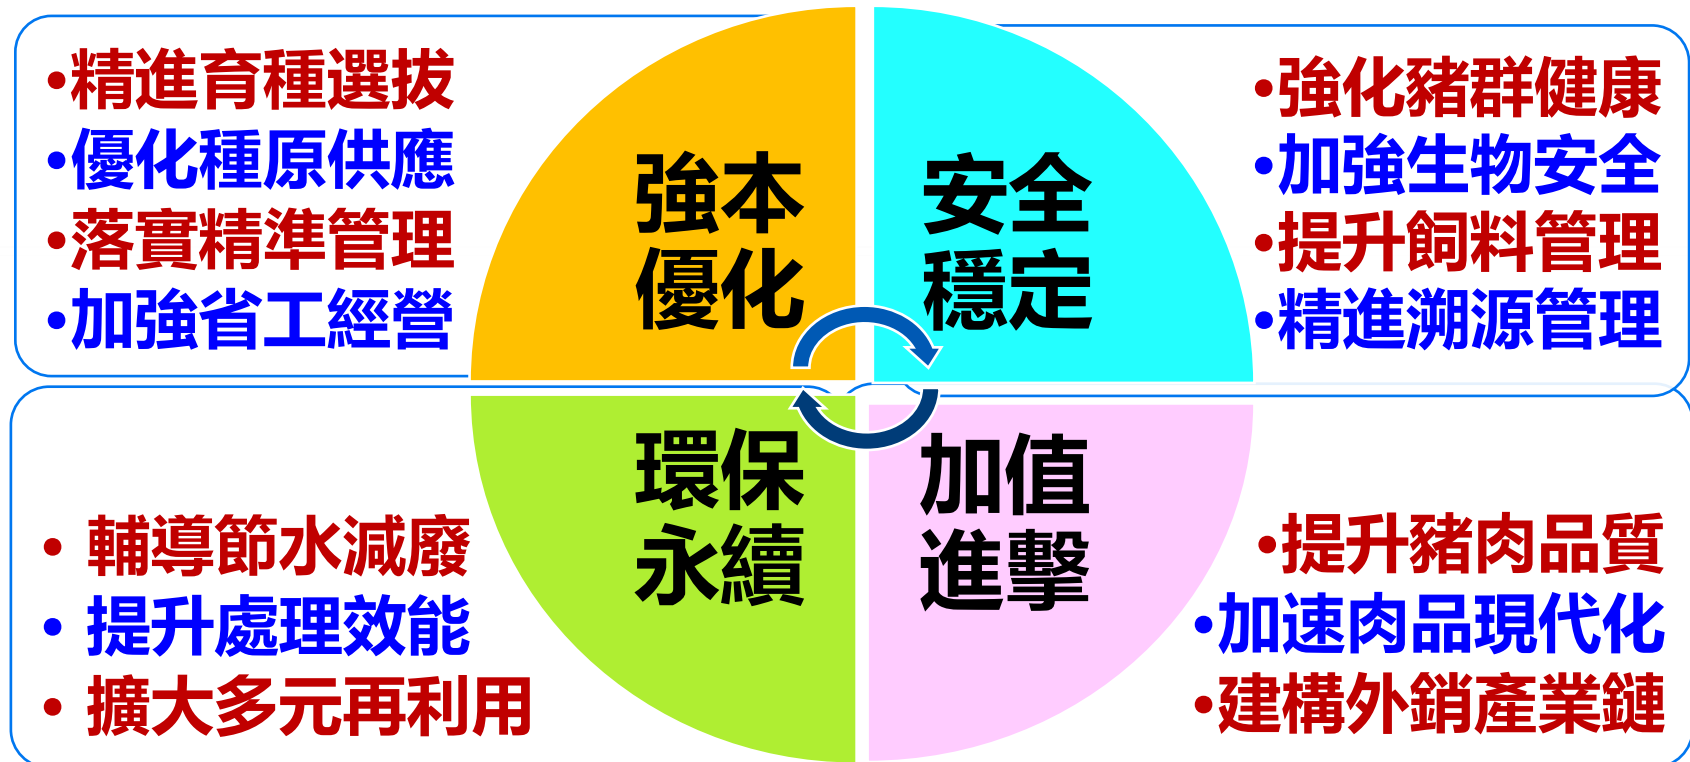 •精進育種選拔
•優化種原供應
•落實精準管理
•加強省工經營
強本
優化
安全
穩定
•強化豬群健康
•加強生物安全
•提升飼料管理
•精進溯源管理
• 輔導節水減廢
• 提升處理效能
• 擴大多元再利用
環保
永續
加值
進擊
•提升豬肉品質
•加速肉品現代化
•建構外銷產業鏈